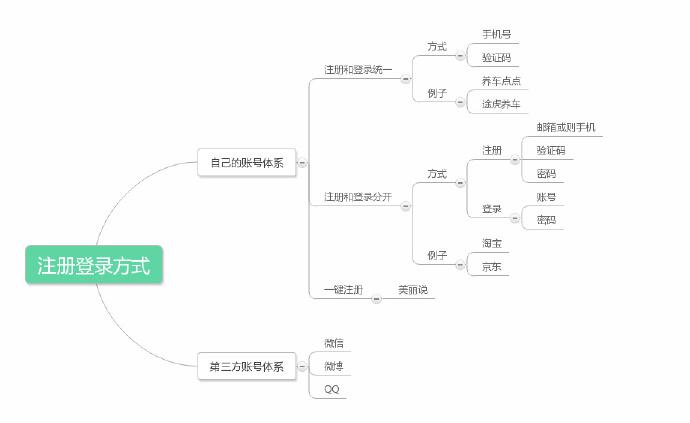 注册登录方式
自己的账号体系
注册和登录统一
方式
手机号
验证码
例子
养车点点
途虎养车
注册和登录分开
方式
注册
邮箱或则手机
验证码
密码
登录
账号
密码
例子
淘宝
京东
一键注册
美丽说
第三方账号体系
微信
微博
QQ